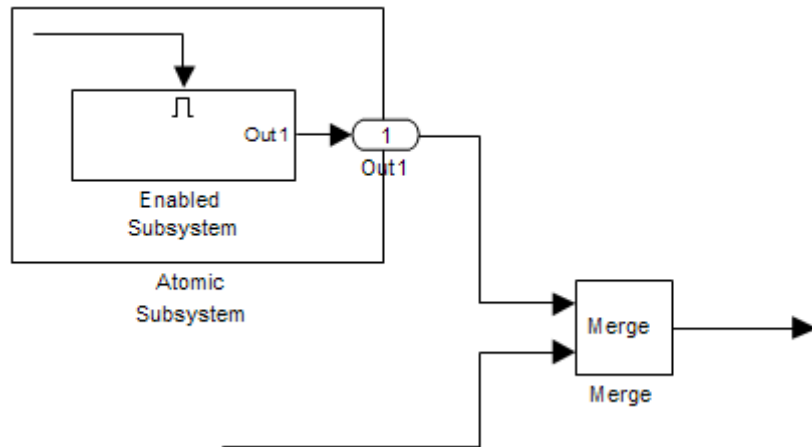 Out1
1
Out1
Enabled
Subsystem
Atomic
Subsystem
Merge
Merge